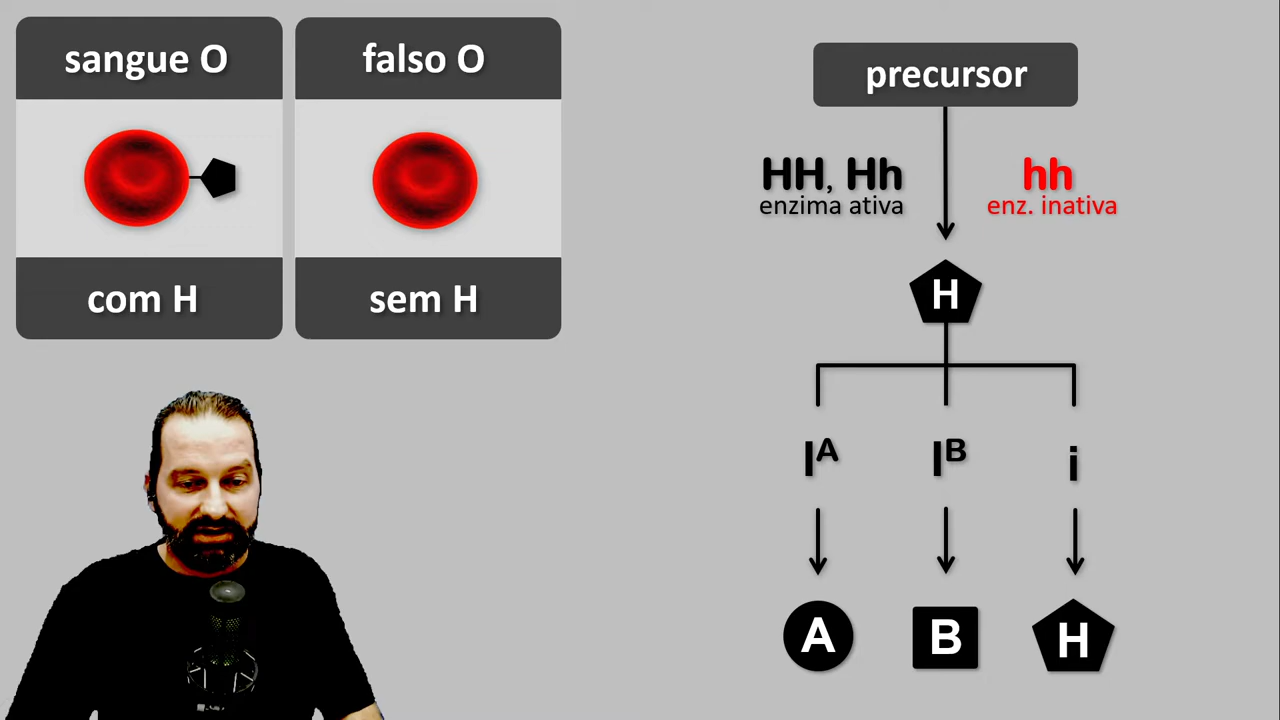 sangue O
com H
falso O
sem H
precursor
HH, Hh
enzima ativa
hh
enz. inativa
H
Iᴬ Iᴮ i
A B H